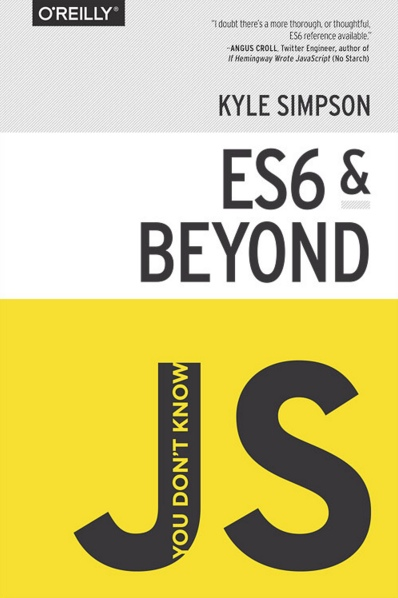 O'REILLY®
"I doubt there's a more thorough, or thoughtful,
ES6 reference available."
–ANGUS CROLL, Twitter Engineer, author of
If Hemingway Wrote JavaScript (No Starch)
KYLE SIMPSON
ES6 &
BEYOND
YOU DON'T KNOW
JS